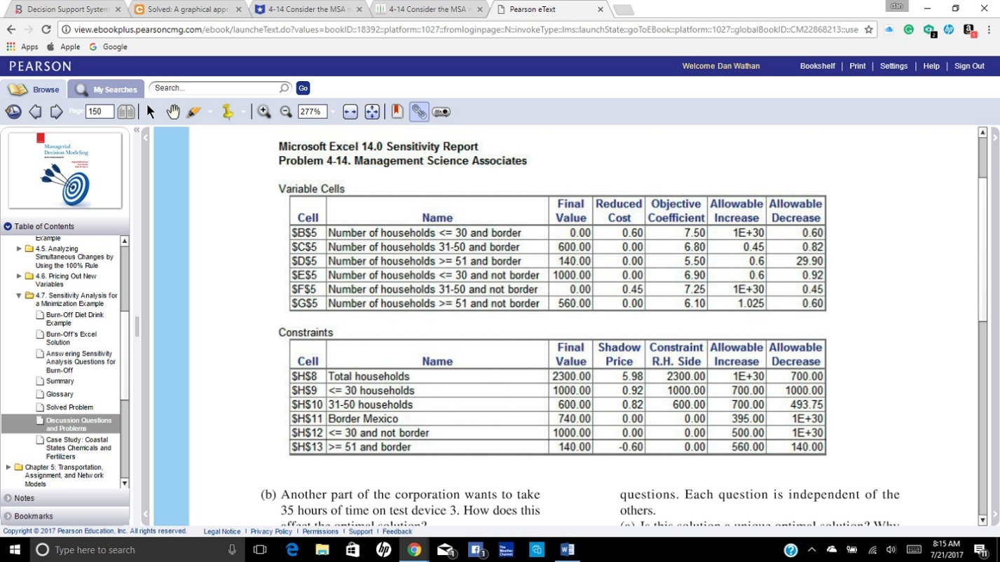 Decision Support System
Solved: A graphical appr
4-14 Consider the MSA n
4-14 Consider the MSA n
Pearson eText
dan
view.ebookplus.pearsoncmg.com/ebook/launcheText.do?values=bookID::18392::platform::1027::fromloginpage::N::invokeType::lms::launchState::goToEBook::platform::1027::globalBookID::CM22868213::use
Apps Apple Google
PEARSON
Welcome Dan Wathan
Bookshelf | Print | Settings | Help | Sign Out
Browse My Searches Search... Go
Page 150 277%
Managerial
Decision Modeling
Table of Contents
Example
4.5. Analyzing
Simultaneous Changes by
Using the 100% Rule
4.6. Pricing Out New
Variables
4.7. Sensitivity Analysis for
a Minimization Example
Burn-Off Diet Drink
Example
Burn-Off's Excel
Solution
Answering Sensitivity
Analysis Questions for
Burn-Off
Summary
Glossary
Solved Problem
Discussion Questions
and Problems
Case Study: Coastal
States Chemicals and
Fertilizers
Chapter 5: Transportation,
Assignment, and Network
Models
Notes
Bookmarks
Microsoft Excel 14.0 Sensitivity Report
Problem 4-14. Management Science Associates
Variable Cells
Final Reduced Objective Allowable Allowable
Cell Name Value Cost Coefficient Increase Decrease
$B$5 Number of households <= 30 and border 0.00 0.60 7.50 1E+30 0.60
$C$5 Number of households 31-50 and border 600.00 0.00 6.80 0.45 0.82
$D$5 Number of households >= 51 and border 140.00 0.00 5.50 0.6 29.90
$E$5 Number of households <= 30 and not border 1000.00 0.00 6.90 0.6 0.92
$F$5 Number of households 31-50 and not border 0.00 0.45 7.25 1E+30 0.45
$G$5 Number of households >= 51 and not border 560.00 0.00 6.10 1.025 0.60
Constraints
Final Shadow Constraint Allowable Allowable
Cell Name Value Price R.H. Side Increase Decrease
$H$8 Total households 2300.00 5.98 2300.00 1E+30 700.00
$H$9 <= 30 households 1000.00 0.92 1000.00 700.00 1000.00
$H$10 31-50 households 600.00 0.82 600.00 700.00 493.75
$H$11 Border Mexico 740.00 0.00 0.00 395.00 1E+30
$H$12 <= 30 and not border 1000.00 0.00 0.00 500.00 1E+30
$H$13 >= 51 and border 140.00 -0.60 0.00 560.00 140.00
(b) Another part of the corporation wants to take
35 hours of time on test device 3. How does this
affect the optimal solution?
questions. Each question is independent of the
others.
(a) Is this solution a unique optimal solution? Why
Copyright © 2017 Pearson Education, Inc. All rights reserved. Legal Notice | Privacy Policy | Permissions | Support | Feedback
Type here to search
8:15 AM
7/21/2017